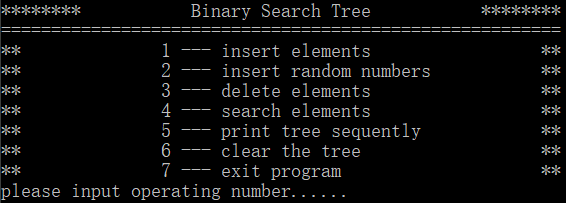 ******** Binary Search Tree ********
========================================================
** 1 --- insert elements **
** 2 --- insert random numbers **
** 3 --- delete elements **
** 4 --- search elements **
** 5 --- print tree sequently **
** 6 --- clear the tree **
** 7 --- exit program **
please input operating number......